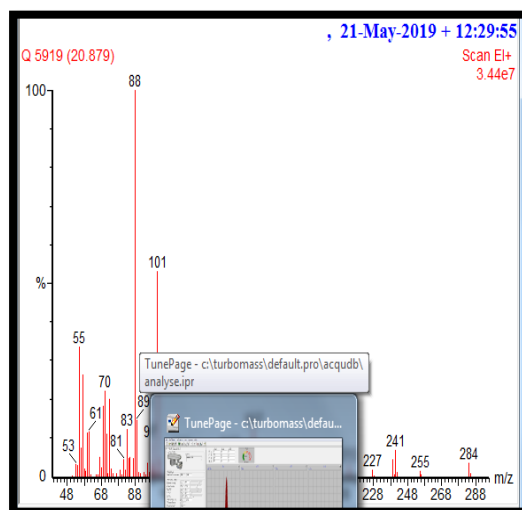 , 21-May-2019 + 12:29:55
Q 5919 (20.879)
Scan EI+
3.44e7
100
88
101
%
55
TunePage - c:\turbomass\default.pro\acqudb\
analyse.ipr
70
61
83
89
53
81
TunePage - c:\turbomass\defau...
241
227
255
284
0
m/z
48 68 88
228 248 268 288